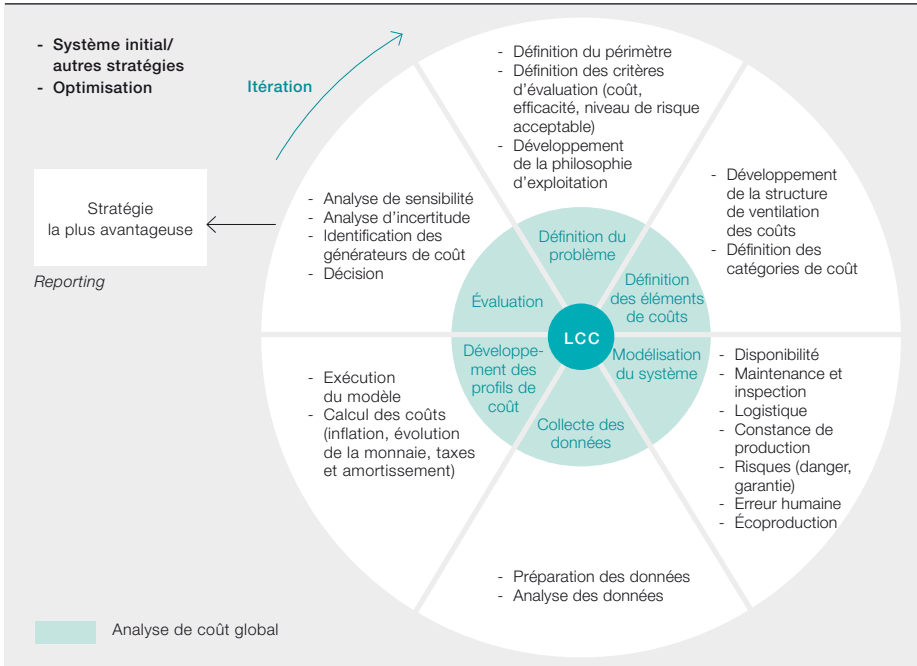 - Système initial/
autres stratégies
- Optimisation
Itération
Stratégie
la plus avantageuse
Reporting
- Définition du périmètre
- Définition des critères
d'évaluation (coût,
efficacité, niveau de risque
acceptable)
- Développement
de la philosophie
d'exploitation
- Développement
de la structure
de ventilation
des coûts
- Définition des
catégories de coût
- Disponibilité
- Maintenance et
inspection
- Logistique
- Constance de
production
- Risques (danger,
garantie)
- Erreur humaine
- Écoproduction
- Préparation des données
- Analyse des données
- Exécution
du modèle
- Calcul des coûts
(inflation, évolution
de la monnaie, taxes
et amortissement)
- Analyse de sensibilité
- Analyse d'incertitude
- Identification des
générateurs de coût
- Décision
Définition du
problème
Définition
des éléments
de coûts
Modélisation
du système
Collecte des
données
Développe-
ment des
profils de
coût
Évaluation
LCC
Analyse de coût global